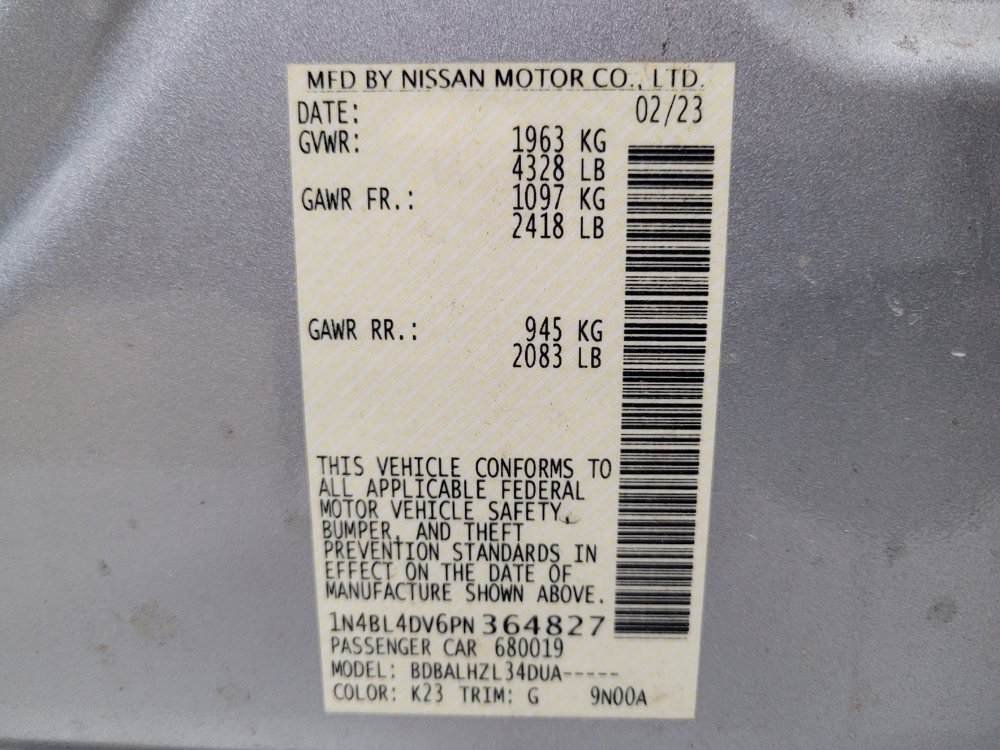 MFD BY NISSAN MOTOR CO., LTD.
DATE: 02/23
GVWR: 1963 KG
4328 LB
GAWR FR.: 1097 KG
2418 LB
GAWR RR.: 945 KG
2083 LB
THIS VEHICLE CONFORMS TO
ALL APPLICABLE FEDERAL
MOTOR VEHICLE SAFETY,
BUMPER, AND THEFT
PREVENTION STANDARDS IN
EFFECT ON THE DATE OF
MANUFACTURE SHOWN ABOVE.
1N4BL4DV6PN364827
PASSENGER CAR 680019
MODEL: BDBALHZL34DUA-----
COLOR: K23 TRIM: G 9N00A